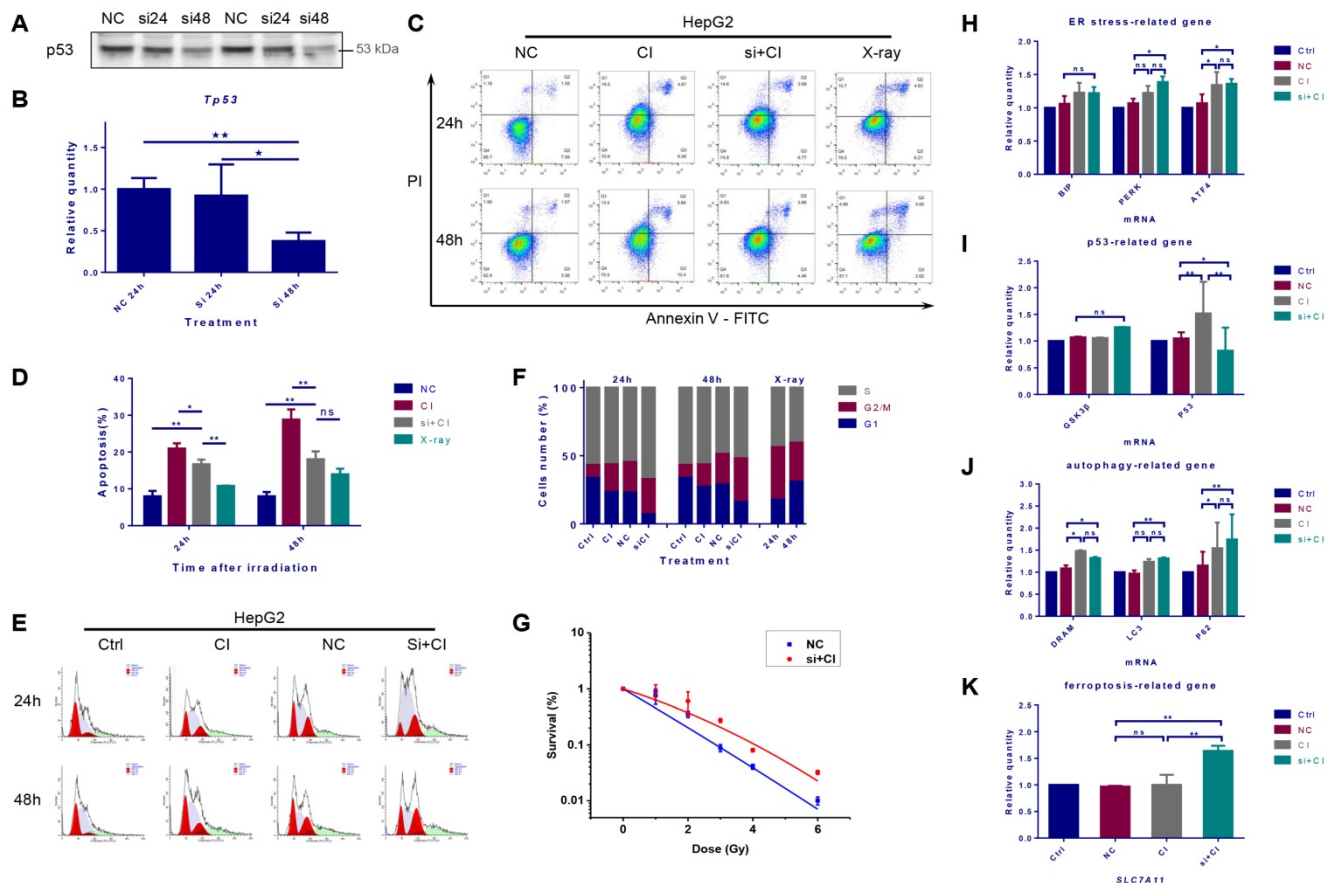 A
NC si24 si48 NC si24 si48
p53
53 kDa
B
Tp53
★★
★
Relative quantity
1.5
1.0
0.5
0.0
NC 24h
Si 24h
Si 48h
Treatment
C
HepG2
NC CI si+CI X-ray
24h
48h
PI
Annexin V - FITC
D
Apoptosis(%)
40
30
20
10
0
** * ** ** ** ns
24h 48h
Time after irradiation
NC
CI
si+CI
X-ray
E
HepG2
Ctrl CI NC Si+CI
24h
48h
F
24h 48h X-ray
Cells number (%)
100
50
0
Ctrl CI NC siCI Ctrl CI NC siCI 24h 48h
Treatment
S
G2/M
G1
G
Survival (%)
10
1
0.1
0.01
0 2 4 6
Dose (Gy)
NC
si+CI
H
ER stress-related gene
Relative quantity
2.0
1.5
1.0
0.5
0.0
ns
* ns ns
* * ns
BIP PERK ATF4
mRNA
Ctrl
NC
CI
si+CI
I
p53-related gene
Relative quantity
2.5
2.0
1.5
1.0
0.5
0.0
ns
* ** **
GSK3β P53
mRNA
Ctrl
NC
CI
si+CI
J
autophagy-related gene
Relative quantity
3.0
2.5
2.0
1.5
1.0
0.5
0.0
* * ns
** ns ns
** * ns
DRAM LC3 P62
mRNA
Ctrl
NC
CI
si+CI
K
ferroptosis-related gene
Relative quantity
2.5
2.0
1.5
1.0
0.5
0.0
**
ns **
Ctrl NC CI si+CI
SLC7A11
Ctrl
NC
CI
si+CI